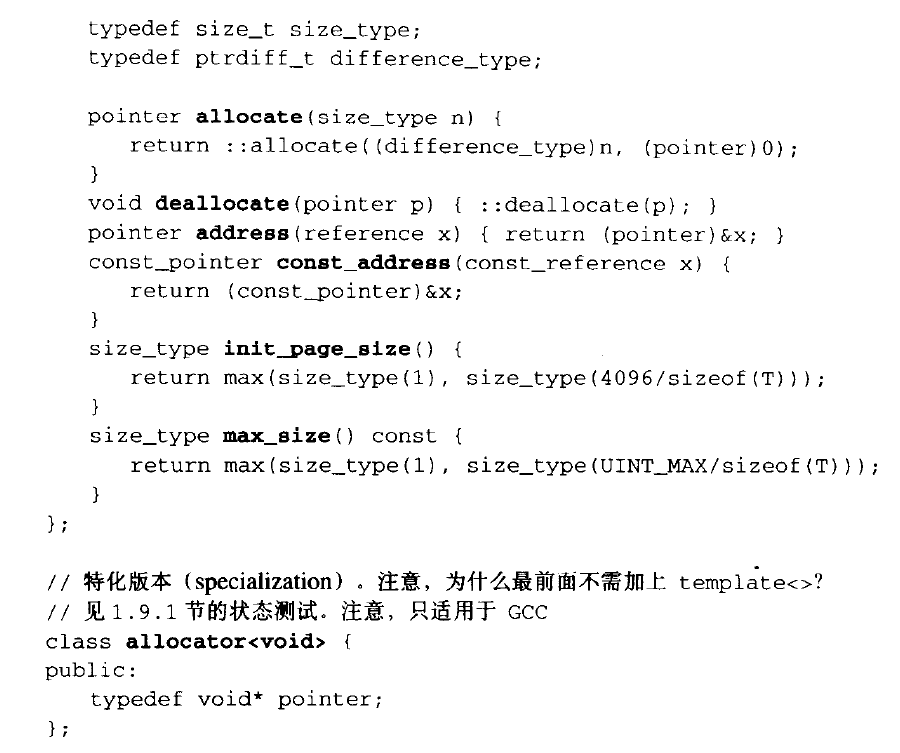 typedef size_t size_type;
typedef ptrdiff_t difference_type;
pointer allocate(size_type n) {
return ::allocate((difference_type)n, (pointer)0);
}
void deallocate(pointer p) { ::deallocate(p); }
pointer address(reference x) { return (pointer)&x; }
const_pointer const_address(const_reference x) {
return (const_pointer)&x;
}
size_type init_page_size() {
return max(size_type(1), size_type(4096/sizeof(T)));
}
size_type max_size() const {
return max(size_type(1), size_type(UINT_MAX/sizeof(T)));
}
};
// 特化版本（specialization）。注意，为什么最前面不需加上 template<>?
// 见1.9.1节的状态测试。注意，只适用于 GCC
class allocator<void> {
public:
typedef void* pointer;
};